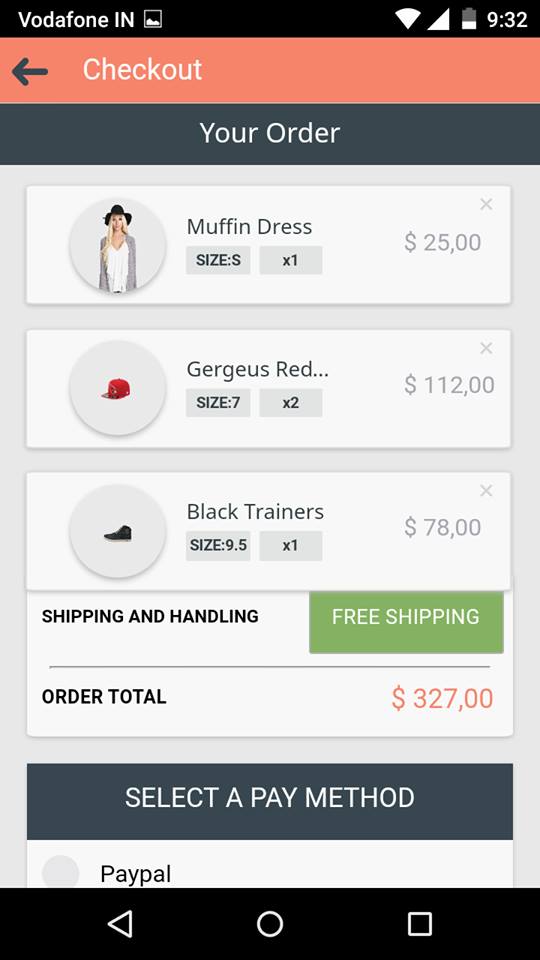 Vodafone IN 9:32
Checkout
Your Order
Muffin Dress
$ 25,00
SIZE:S x1
Gergeus Red...
$ 112,00
SIZE:7 x2
Black Trainers
$ 78,00
SIZE:9.5 x1
SHIPPING AND HANDLING FREE SHIPPING
ORDER TOTAL $ 327,00
SELECT A PAY METHOD
Paypal